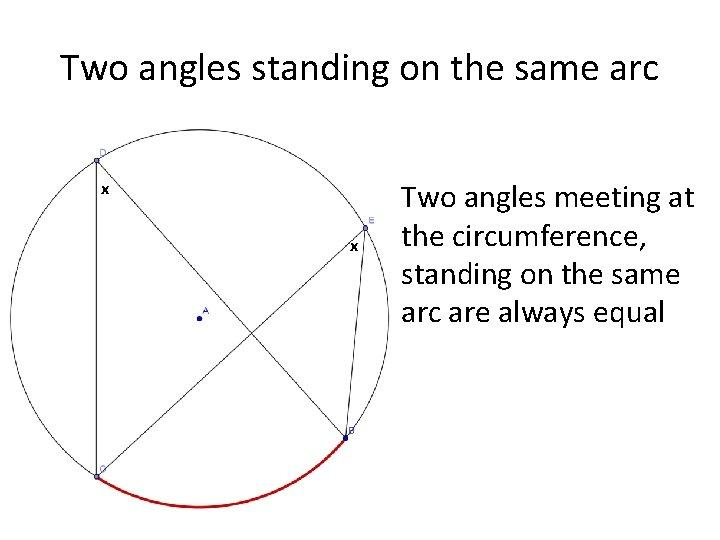 Two angles standing on the same arc
D
x
E
x
A
B
C
Two angles meeting at
the circumference,
standing on the same
arc are always equal